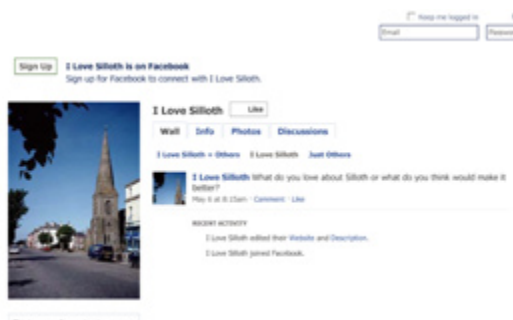 Keep me logged in
Email
Sign Up
I Love Silloth is on Facebook
Sign up for Facebook to connect with I Love Silloth.
I Love Silloth Like
Wall Info Photos Discussions
I Love Silloth + Others I Love Silloth Just Others
I Love Silloth What do you love about Silloth or what do you think would make it
better?
May 6 at 8:15am · Comment · Like
RECENT ACTIVITY
I Love Silloth edited their Website and Description.
I Love Silloth joined Facebook.